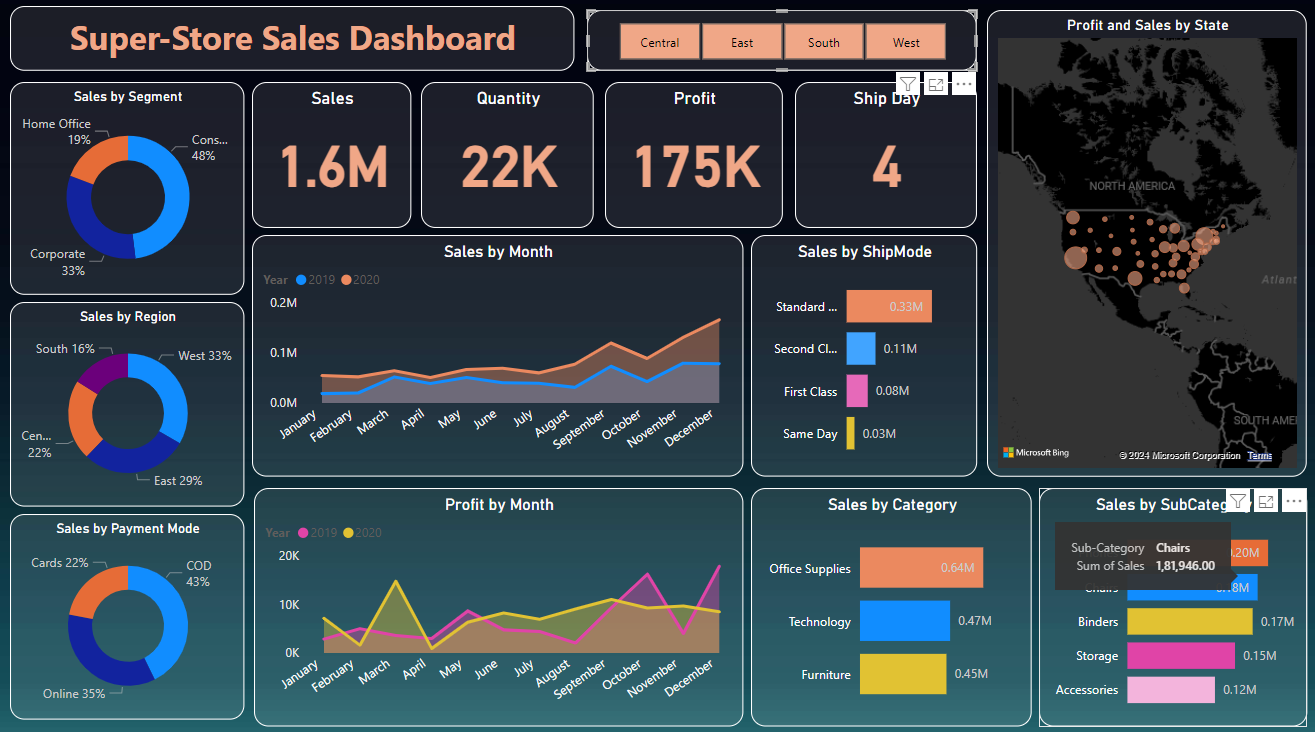 Super-Store Sales Dashboard
Central
East
South
West
Profit and Sales by State
NORTH AMERICA
Atlant
SOUTH AME
Microsoft Bing
© 2024 Microsoft Corporation Terms
Sales by Segment
Home Office
19%
Cons...
48%
Corporate
33%
Sales
1.6M
Quantity
22K
Profit
175K
Ship Day
4
Sales by Month
Year 2019 2020
0.2M
0.1M
0.0M
January
February
March
April
May
June
July
August
September
October
November
December
Sales by ShipMode
Standard ... 0.33M
Second Cl... 0.11M
First Class 0.08M
Same Day 0.03M
Sales by Region
South 16%
West 33%
Cen...
22%
East 29%
Sales by Payment Mode
Cards 22%
COD
43%
Online 35%
Profit by Month
Year 2019 2020
20K
10K
0K
January
February
March
April
May
June
July
August
September
October
November
December
Sales by Category
Office Supplies 0.64M
Technology 0.47M
Furniture 0.45M
Sales by SubCateg
Sub-Category Chairs
Sum of Sales 1,81,946.00
0.20M
Chairs 0.18M
Binders 0.17M
Storage 0.15M
Accessories 0.12M